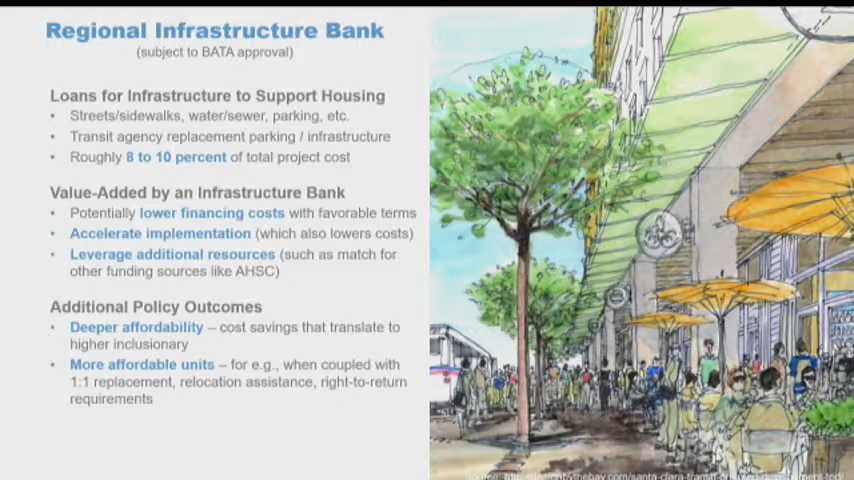 Regional Infrastructure Bank
(subject to BATA approval)
Loans for Infrastructure to Support Housing
• Streets/sidewalks, water/sewer, parking, etc.
• Transit agency replacement parking / infrastructure
• Roughly 8 to 10 percent of total project cost
Value-Added by an Infrastructure Bank
• Potentially lower financing costs with favorable terms
• Accelerate implementation (which also lowers costs)
• Leverage additional resources (such as match for
other funding sources like AHSC)
Additional Policy Outcomes
• Deeper affordability – cost savings that translate to
higher inclusionary
• More affordable units – for e.g., when coupled with
1:1 replacement, relocation assistance, right-to-return
requirements